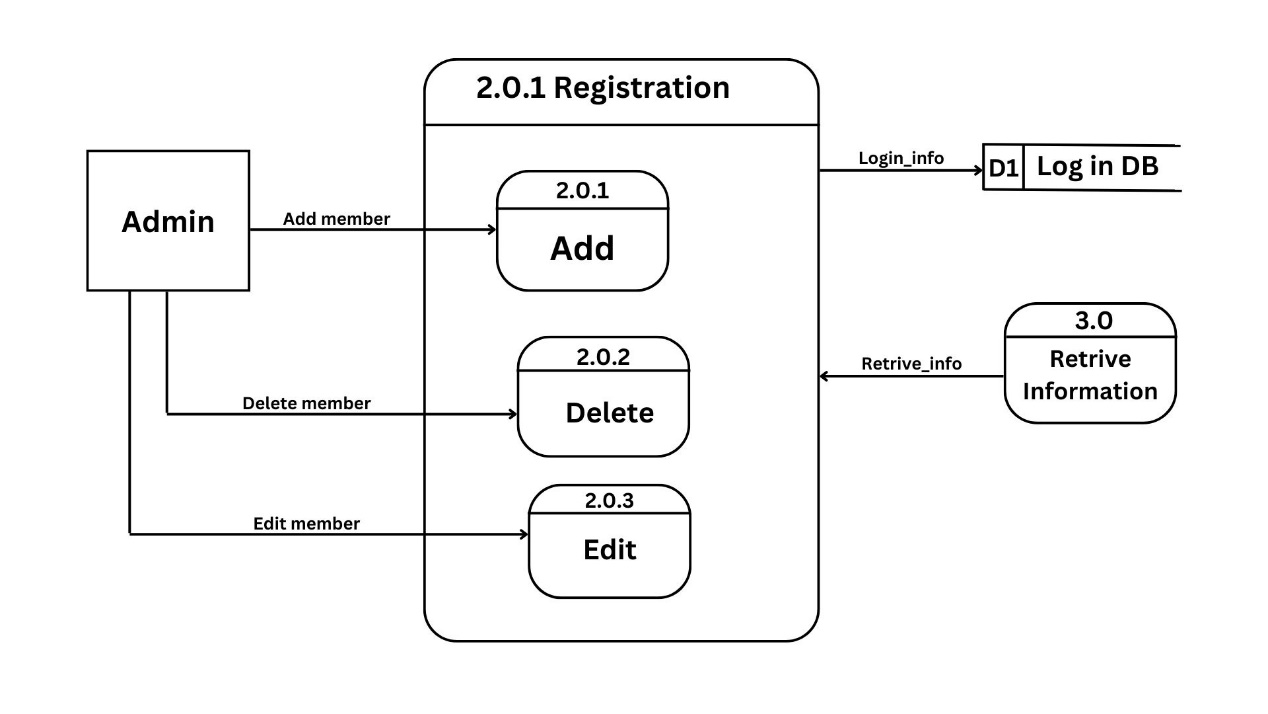 2.0.1 Registration
Admin
Add member
2.0.1
Add
Login_info
D1 Log in DB
2.0.2
Delete
Delete member
3.0
Retrive
Information
Retrive_info
2.0.3
Edit
Edit member